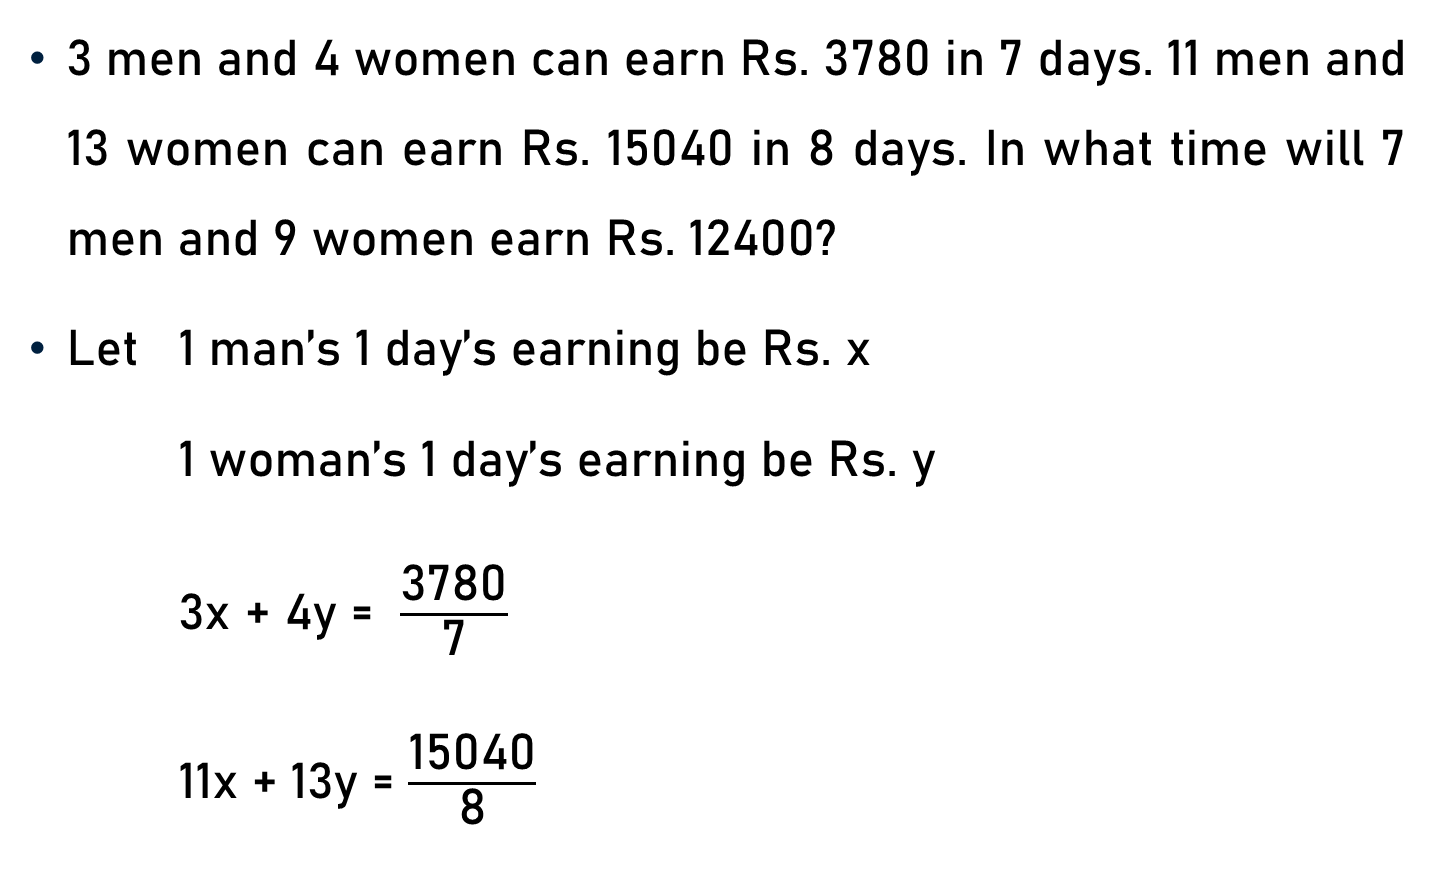 • 3 men and 4 women can earn Rs. 3780 in 7 days. 11 men and
13 women can earn Rs. 15040 in 8 days. In what time will 7
men and 9 women earn Rs. 12400?
• Let 1 man’s 1 day’s earning be Rs. x
1 woman’s 1 day’s earning be Rs. y
3x + 4y = 3780/7
11x + 13y = 15040/8